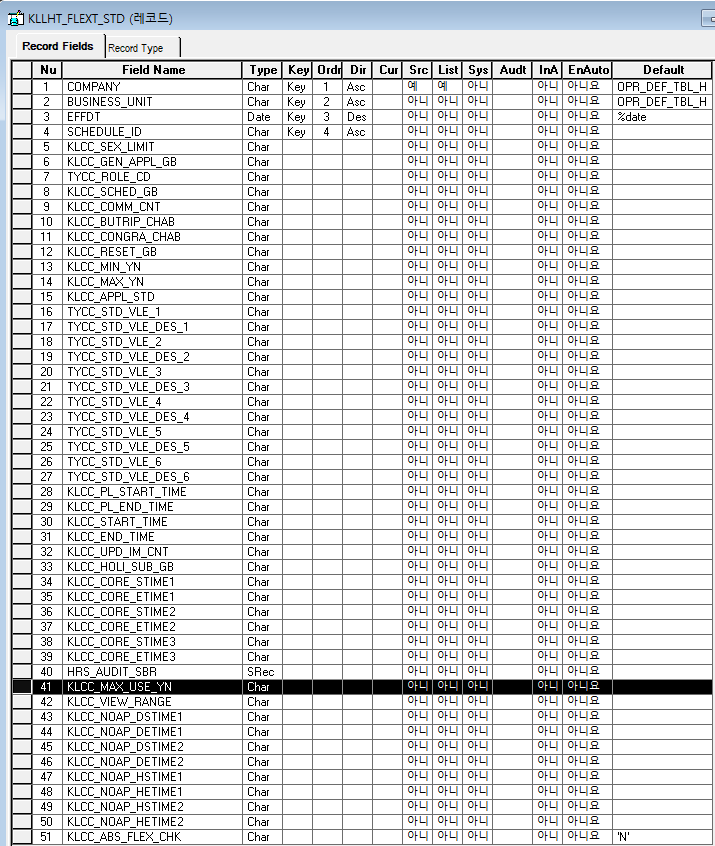 KLLHT_FLEXT_STD (레코드)
Record Fields Record Type
Nu Field Name Type Key Ordr Dir Cur Src List Sys Audt InA EnAuto Default
1 COMPANY Char Key 1 Asc 예 예 아니 아니 아니요 OPR_DEF_TBL_H
2 BUSINESS_UNIT Char Key 2 Asc 아니 아니 아니 아니 아니요 OPR_DEF_TBL_H
3 EFFDT Date Key 3 Des 아니 아니 아니 아니 아니요 %date
4 SCHEDULE_ID Char Key 4 Asc 아니 아니 아니 아니 아니요
5 KLCC_SEX_LIMIT Char 아니 아니 아니 아니 아니요
6 KLCC_GEN_APPL_GB Char 아니 아니 아니 아니 아니요
7 TYCC_ROLE_CD Char 아니 아니 아니 아니 아니요
8 KLCC_SCHED_GB Char 아니 아니 아니 아니 아니요
9 KLCC_COMM_CNT Char 아니 아니 아니 아니 아니요
10 KLCC_BUTRIP_CHAB Char 아니 아니 아니 아니 아니요
11 KLCC_CONGRA_CHAB Char 아니 아니 아니 아니 아니요
12 KLCC_RESET_GB Char 아니 아니 아니 아니 아니요
13 KLCC_MIN_YN Char 아니 아니 아니 아니 아니요
14 KLCC_MAX_YN Char 아니 아니 아니 아니 아니요
15 KLCC_APPL_STD Char 아니 아니 아니 아니 아니요
16 TYCC_STD_VLE_1 Char 아니 아니 아니 아니 아니요
17 TYCC_STD_VLE_DES_1 Char 아니 아니 아니 아니 아니요
18 TYCC_STD_VLE_2 Char 아니 아니 아니 아니 아니요
19 TYCC_STD_VLE_DES_2 Char 아니 아니 아니 아니 아니요
20 TYCC_STD_VLE_3 Char 아니 아니 아니 아니 아니요
21 TYCC_STD_VLE_DES_3 Char 아니 아니 아니 아니 아니요
22 TYCC_STD_VLE_4 Char 아니 아니 아니 아니 아니요
23 TYCC_STD_VLE_DES_4 Char 아니 아니 아니 아니 아니요
24 TYCC_STD_VLE_5 Char 아니 아니 아니 아니 아니요
25 TYCC_STD_VLE_DES_5 Char 아니 아니 아니 아니 아니요
26 TYCC_STD_VLE_6 Char 아니 아니 아니 아니 아니요
27 TYCC_STD_VLE_DES_6 Char 아니 아니 아니 아니 아니요
28 KLCC_PL_START_TIME Char 아니 아니 아니 아니 아니요
29 KLCC_PL_END_TIME Char 아니 아니 아니 아니 아니요
30 KLCC_START_TIME Char 아니 아니 아니 아니 아니요
31 KLCC_END_TIME Char 아니 아니 아니 아니 아니요
32 KLCC_UPD_IM_CNT Char 아니 아니 아니 아니 아니요
33 KLCC_HOLI_SUB_GB Char 아니 아니 아니 아니 아니요
34 KLCC_CORE_STIME1 Char 아니 아니 아니 아니 아니요
35 KLCC_CORE_ETIME1 Char 아니 아니 아니 아니 아니요
36 KLCC_CORE_STIME2 Char 아니 아니 아니 아니 아니요
37 KLCC_CORE_ETIME2 Char 아니 아니 아니 아니 아니요
38 KLCC_CORE_STIME3 Char 아니 아니 아니 아니 아니요
39 KLCC_CORE_ETIME3 Char 아니 아니 아니 아니 아니요
40 HRS_AUDIT_SBR SRec 아니 아니 아니 아니 아니요
41 KLCC_MAX_USE_YN Char 아니 아니 아니 아니 아니요
42 KLCC_VIEW_RANGE Char 아니 아니 아니 아니 아니요
43 KLCC_NOAP_DSTIME1 Char 아니 아니 아니 아니 아니요
44 KLCC_NOAP_DETIME1 Char 아니 아니 아니 아니 아니요
45 KLCC_NOAP_DSTIME2 Char 아니 아니 아니 아니 아니요
46 KLCC_NOAP_DETIME2 Char 아니 아니 아니 아니 아니요
47 KLCC_NOAP_HSTIME1 Char 아니 아니 아니 아니 아니요
48 KLCC_NOAP_HETIME1 Char 아니 아니 아니 아니 아니요
49 KLCC_NOAP_HSTIME2 Char 아니 아니 아니 아니 아니요
50 KLCC_NOAP_HETIME2 Char 아니 아니 아니 아니 아니요
51 KLCC_ABS_FLEX_CHK Char 아니 아니 아니 아니 아니요 'N'